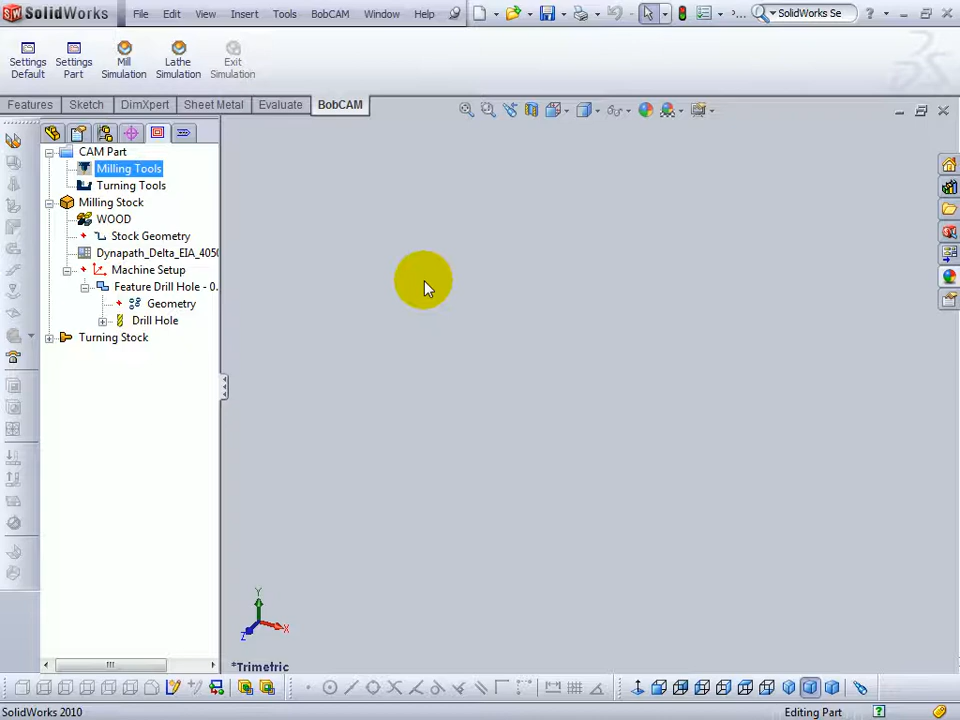 SolidWorks File Edit View Insert Tools BobCAM Window Help ... SolidWorks Se ?
Settings Default
Settings Part
Mill Simulation
Lathe Simulation
Exit Simulation
Features Sketch DimXpert Sheet Metal Evaluate BobCAM
CAM Part
Milling Tools
Turning Tools
Milling Stock
WOOD
Stock Geometry
Dynapath_Delta_EIA_405
Machine Setup
Feature Drill Hole - 0.
Geometry
Drill Hole
Turning Stock
Y
X
Z
*Trimetric
SolidWorks 2010 Editing Part ?